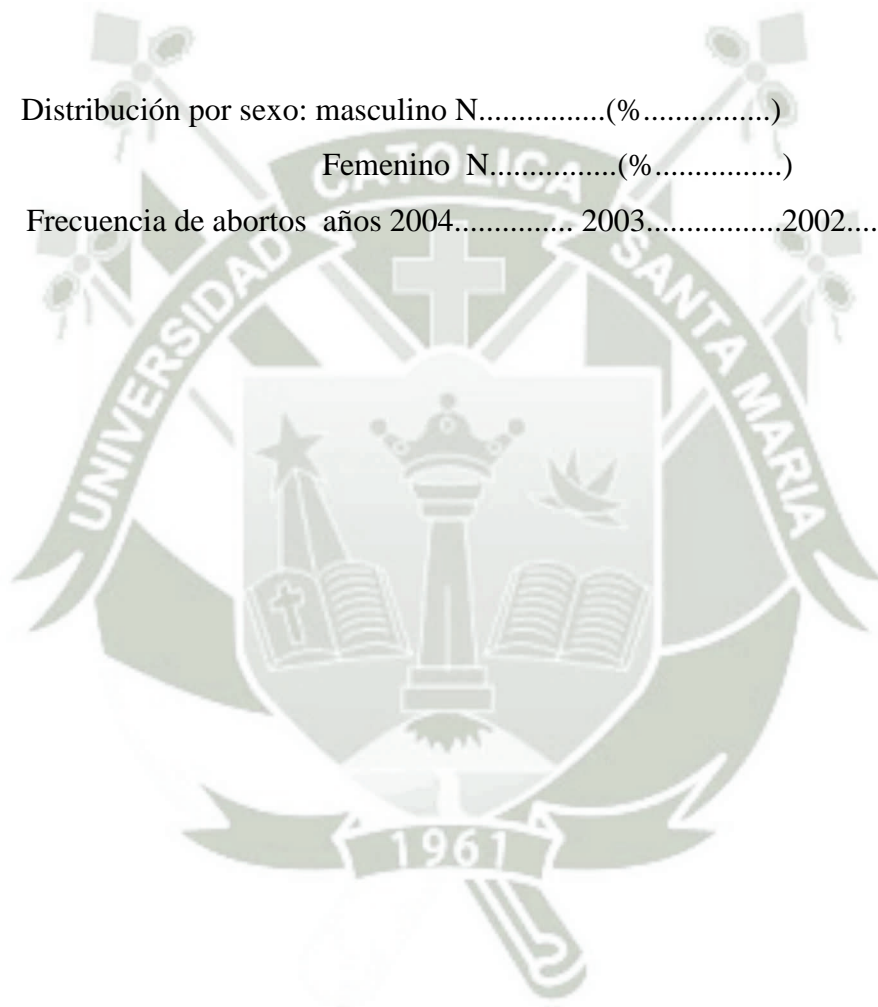 Distribución por sexo: masculino N................(%................)
Femenino N................(%................)
Frecuencia de abortos años 2004............... 2003.................2002....
UNIVERSIDAD CATOLICA SANTA MARIA
1961